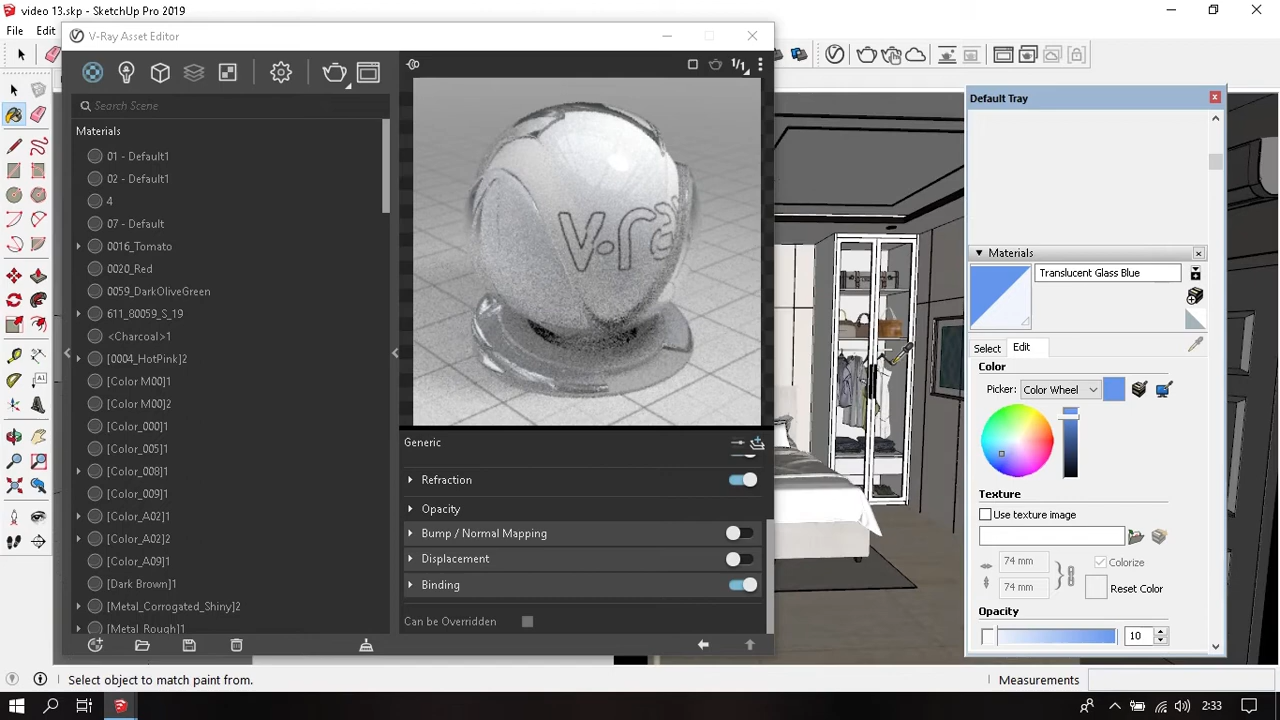 video 13.skp - SketchUp Pro 2019
File
Edit
V-Ray Asset Editor
Search Scene
Materials
01 - Default1
02 - Default1
4
07 - Default
0016_Tomato
0020_Red
0059_DarkOliveGreen
611_80059_S_19
<Charcoal>1
[0004_HotPink]2
[Color M00]1
[Color M00]2
[Color_000]1
[Color_005]1
[Color_008]1
[Color_009]1
[Color_A02]1
[Color_A02]2
[Color_A09]1
[Dark Brown]1
[Metal_Corrogated_Shiny]2
[Metal_Rough]1
1/1
v-ra
Generic
Refraction
Opacity
Bump / Normal Mapping
Displacement
Binding
Can be Overridden
Default Tray
Materials
Translucent Glass Blue
Select
Edit
Color
Picker:
Color Wheel
Texture
Use texture image
74 mm
Colorize
74 mm
Reset Color
Opacity
10
Select object to match paint from.
Measurements
2:33